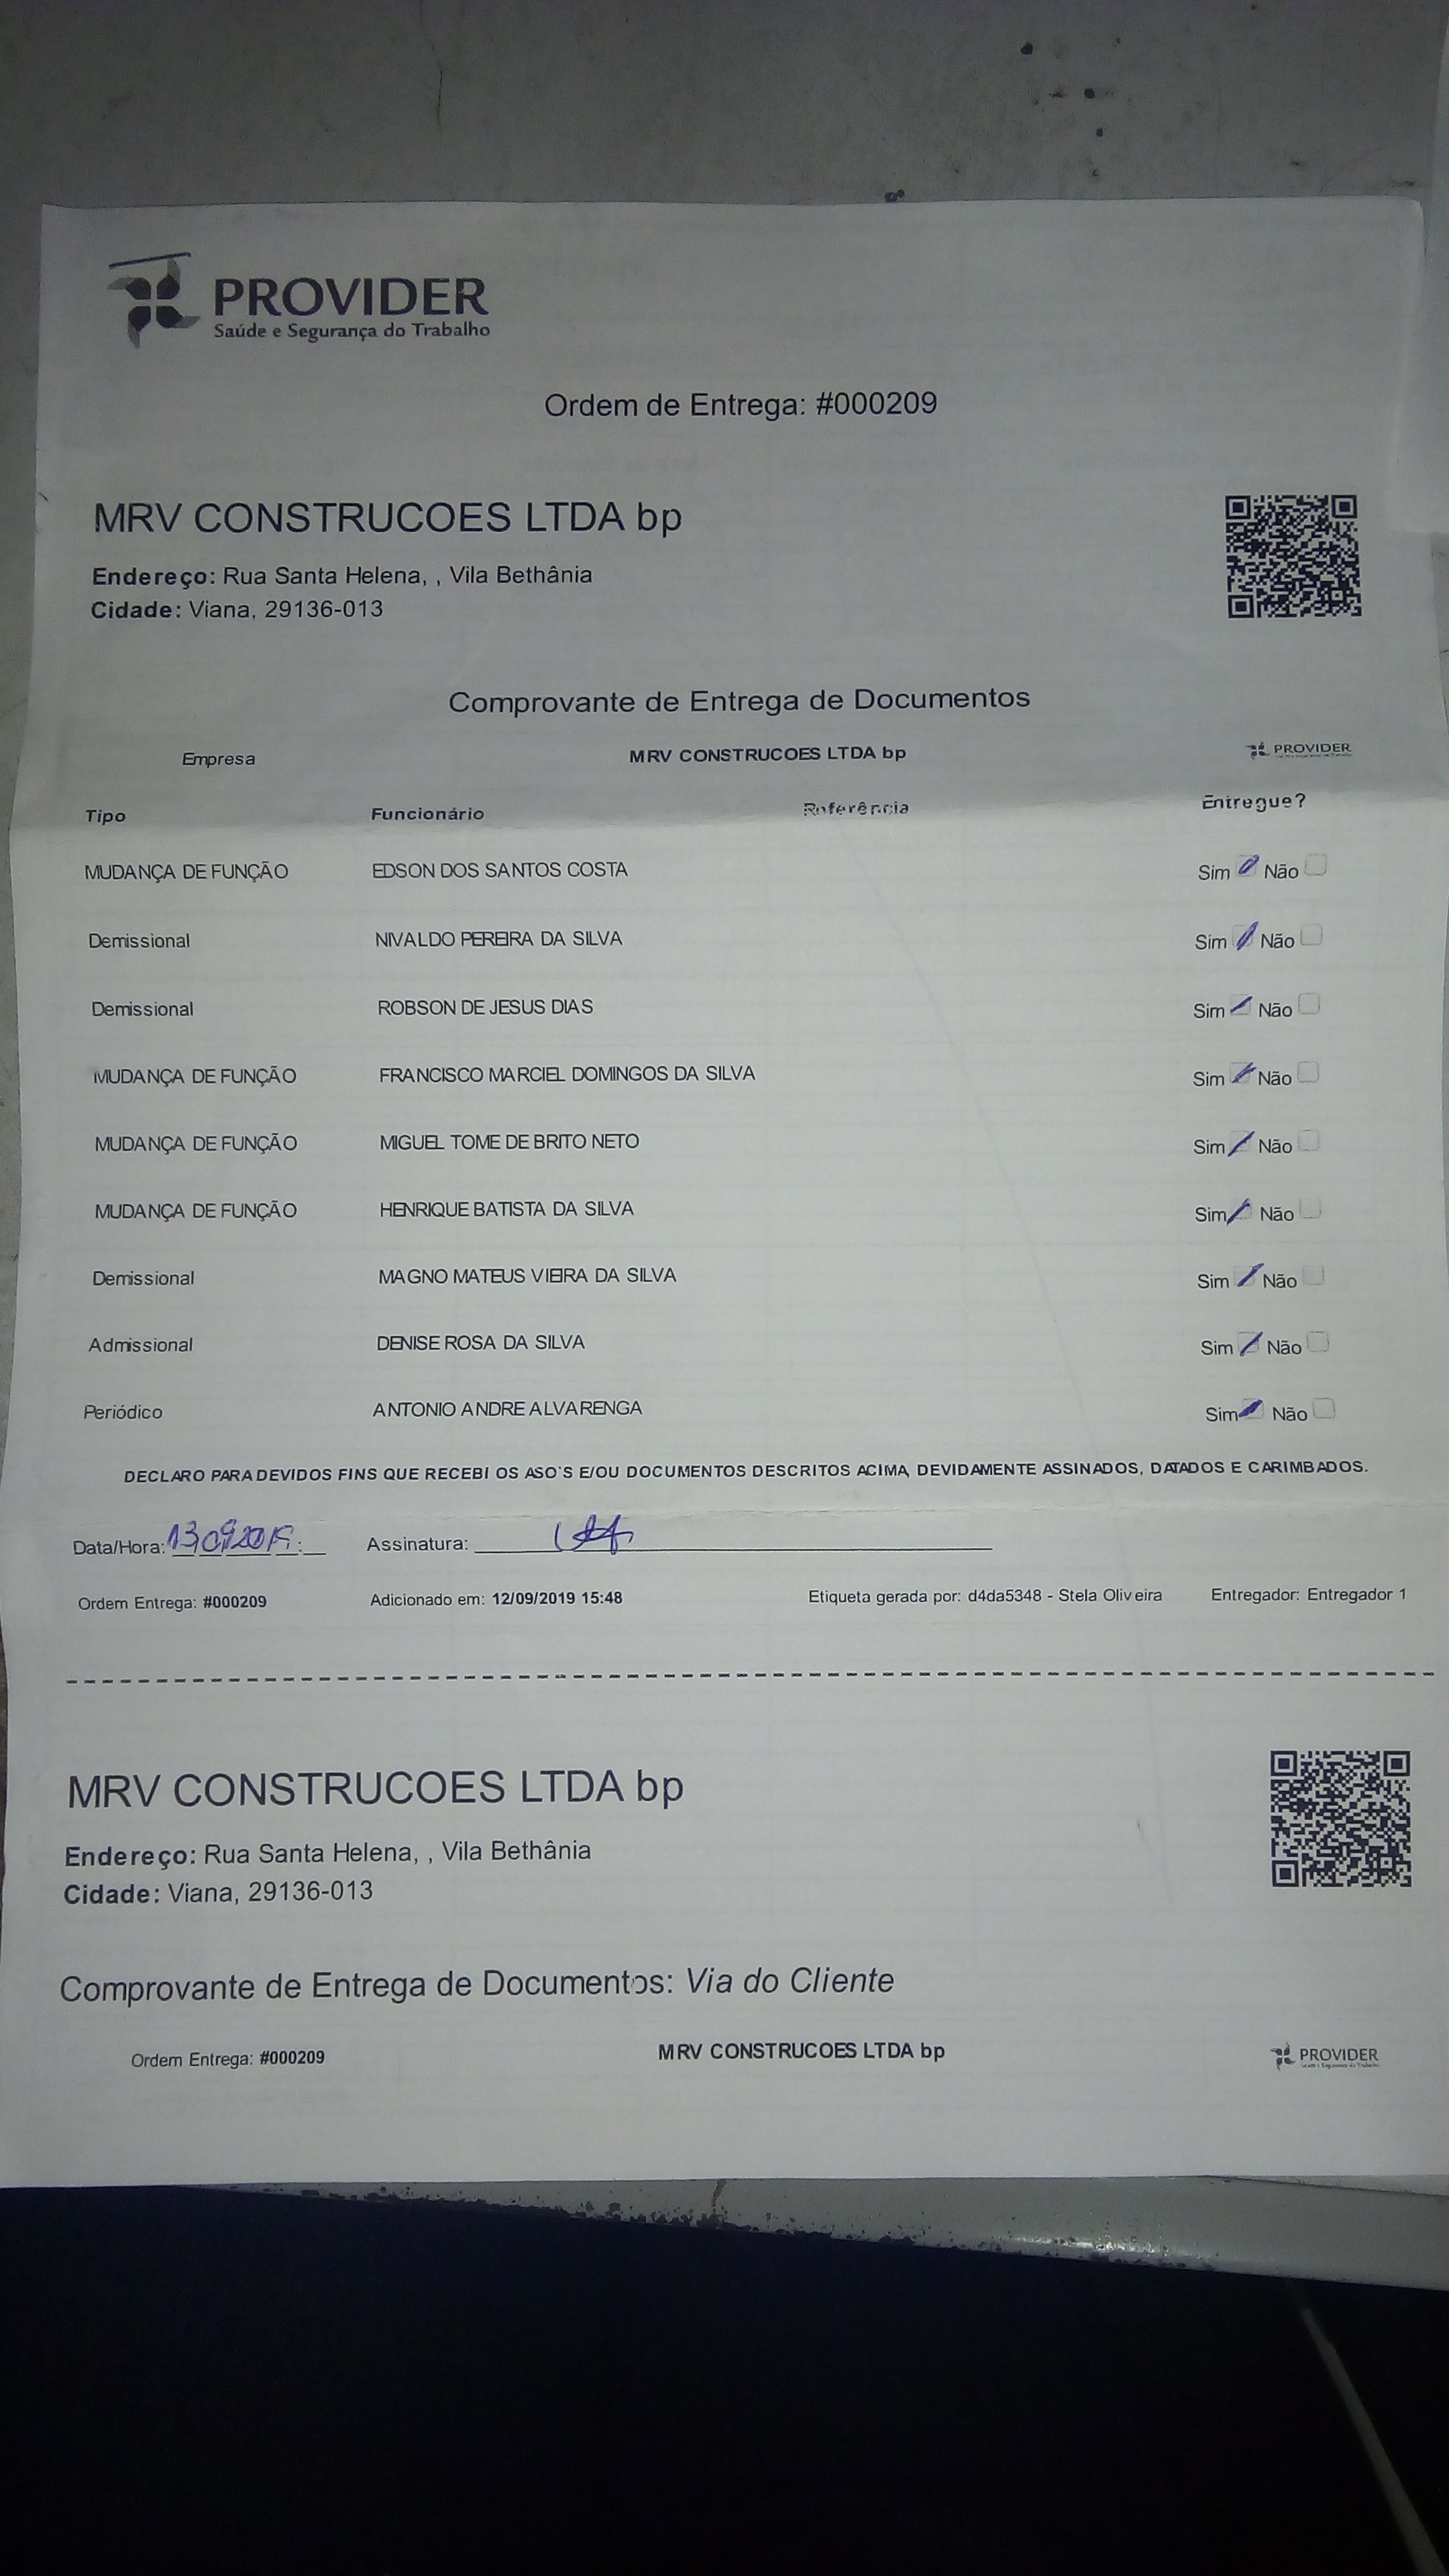 PROVIDER
Saúde e Segurança do Trabalho
Ordem de Entrega: #000209
MRV CONSTRUCOES LTDA bp
Endereço: Rua Santa Helena, , Vila Bethânia
Cidade: Viana, 29136-013
Comprovante de Entrega de Documentos
Empresa MRV CONSTRUCOES LTDA bp PROVIDER
Tipo Funcionário Referência Entregue?
MUDANÇA DE FUNÇÃO EDSON DOS SANTOS COSTA Sim Não
Demissional NIVALDO PEREIRA DA SILVA Sim Não
Demissional ROBSON DE JESUS DIAS Sim Não
MUDANÇA DE FUNÇÃO FRANCISCO MARCIEL DOMINGOS DA SILVA Sim Não
MUDANÇA DE FUNÇÃO MIGUEL TOME DE BRITO NETO Sim Não
MUDANÇA DE FUNÇÃO HENRIQUE BATISTA DA SILVA Sim Não
Demissional MAGNO MATEUS VIEIRA DA SILVA Sim Não
Admissional DENISE ROSA DA SILVA Sim Não
Periódico ANTONIO ANDRE ALVARENGA Sim Não
DECLARO PARA DEVIDOS FINS QUE RECEBI OS ASO`S E/OU DOCUMENTOS DESCRITOS ACIMA, DEVIDAMENTE ASSINADOS, DATADOS E CARIMBADOS.
Data/Hora: 13/09/2019 Assinatura:
Ordem Entrega: #000209 Adicionado em: 12/09/2019 15:48 Etiqueta gerada por: d4da5348 - Stela Oliveira Entregador: Entregador 1
MRV CONSTRUCOES LTDA bp
Endereço: Rua Santa Helena, , Vila Bethânia
Cidade: Viana, 29136-013
Comprovante de Entrega de Documentos: Via do Cliente
Ordem Entrega: #000209 MRV CONSTRUCOES LTDA bp PROVIDER